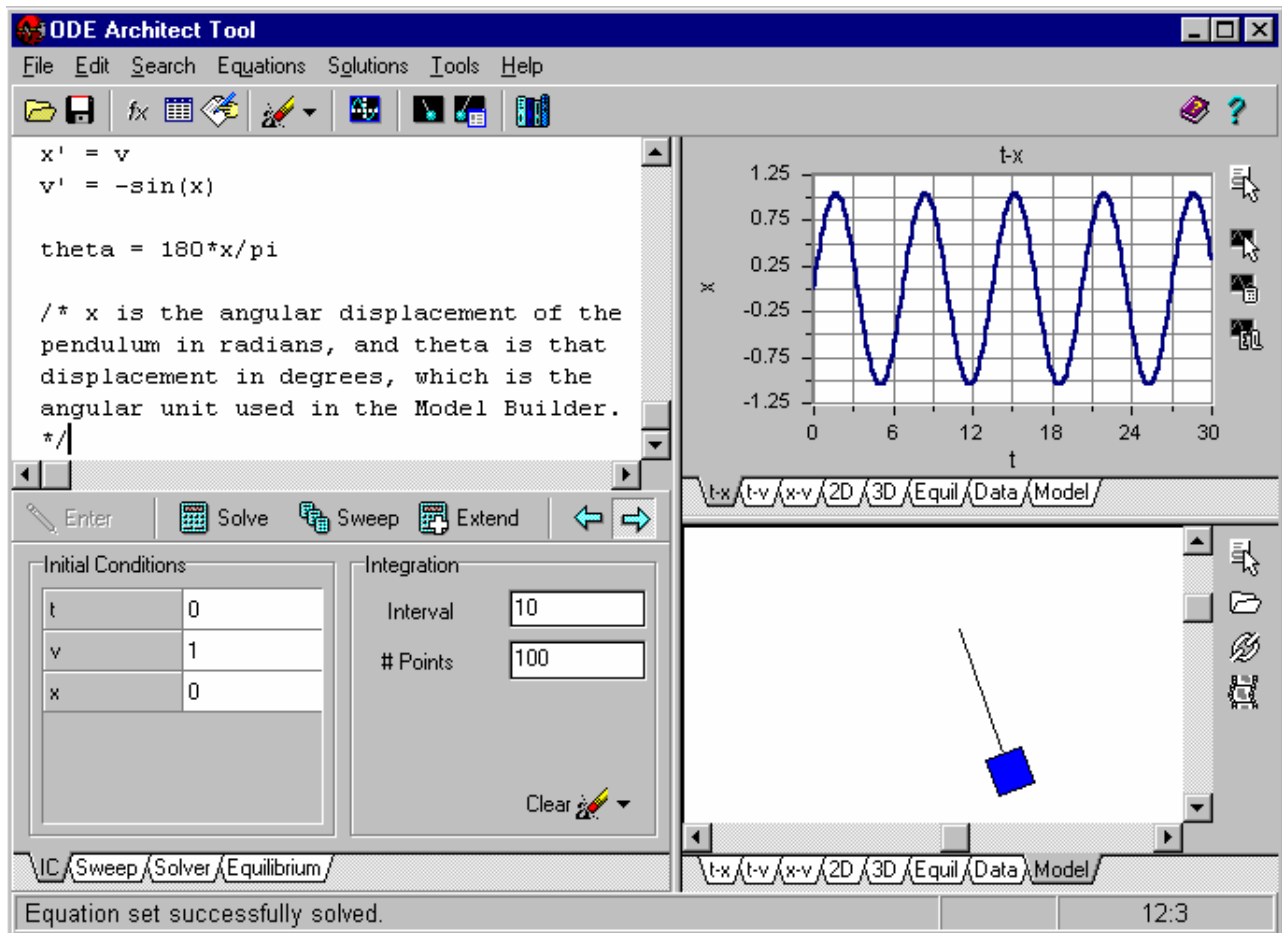 ODE Architect Tool
File Edit Search Equations Solutions Tools Help
fx
x' = v
v' = -sin(x)
theta = 180*x/pi
/* x is the angular displacement of the
pendulum in radians, and theta is that
displacement in degrees, which is the
angular unit used in the Model Builder.
*/
Enter Solve Sweep Extend
Initial Conditions
t 0
v 1
x 0
Integration
Interval 10
# Points 100
Clear
IC Sweep Solver Equilibrium
t-x
1.25
0.75
0.25
-0.25
-0.75
-1.25
x
0 6 12 18 24 30
t
t-x t-v x-v 2D 3D Equil Data Model
t-x t-v x-v 2D 3D Equil Data Model
Equation set successfully solved. 12:3